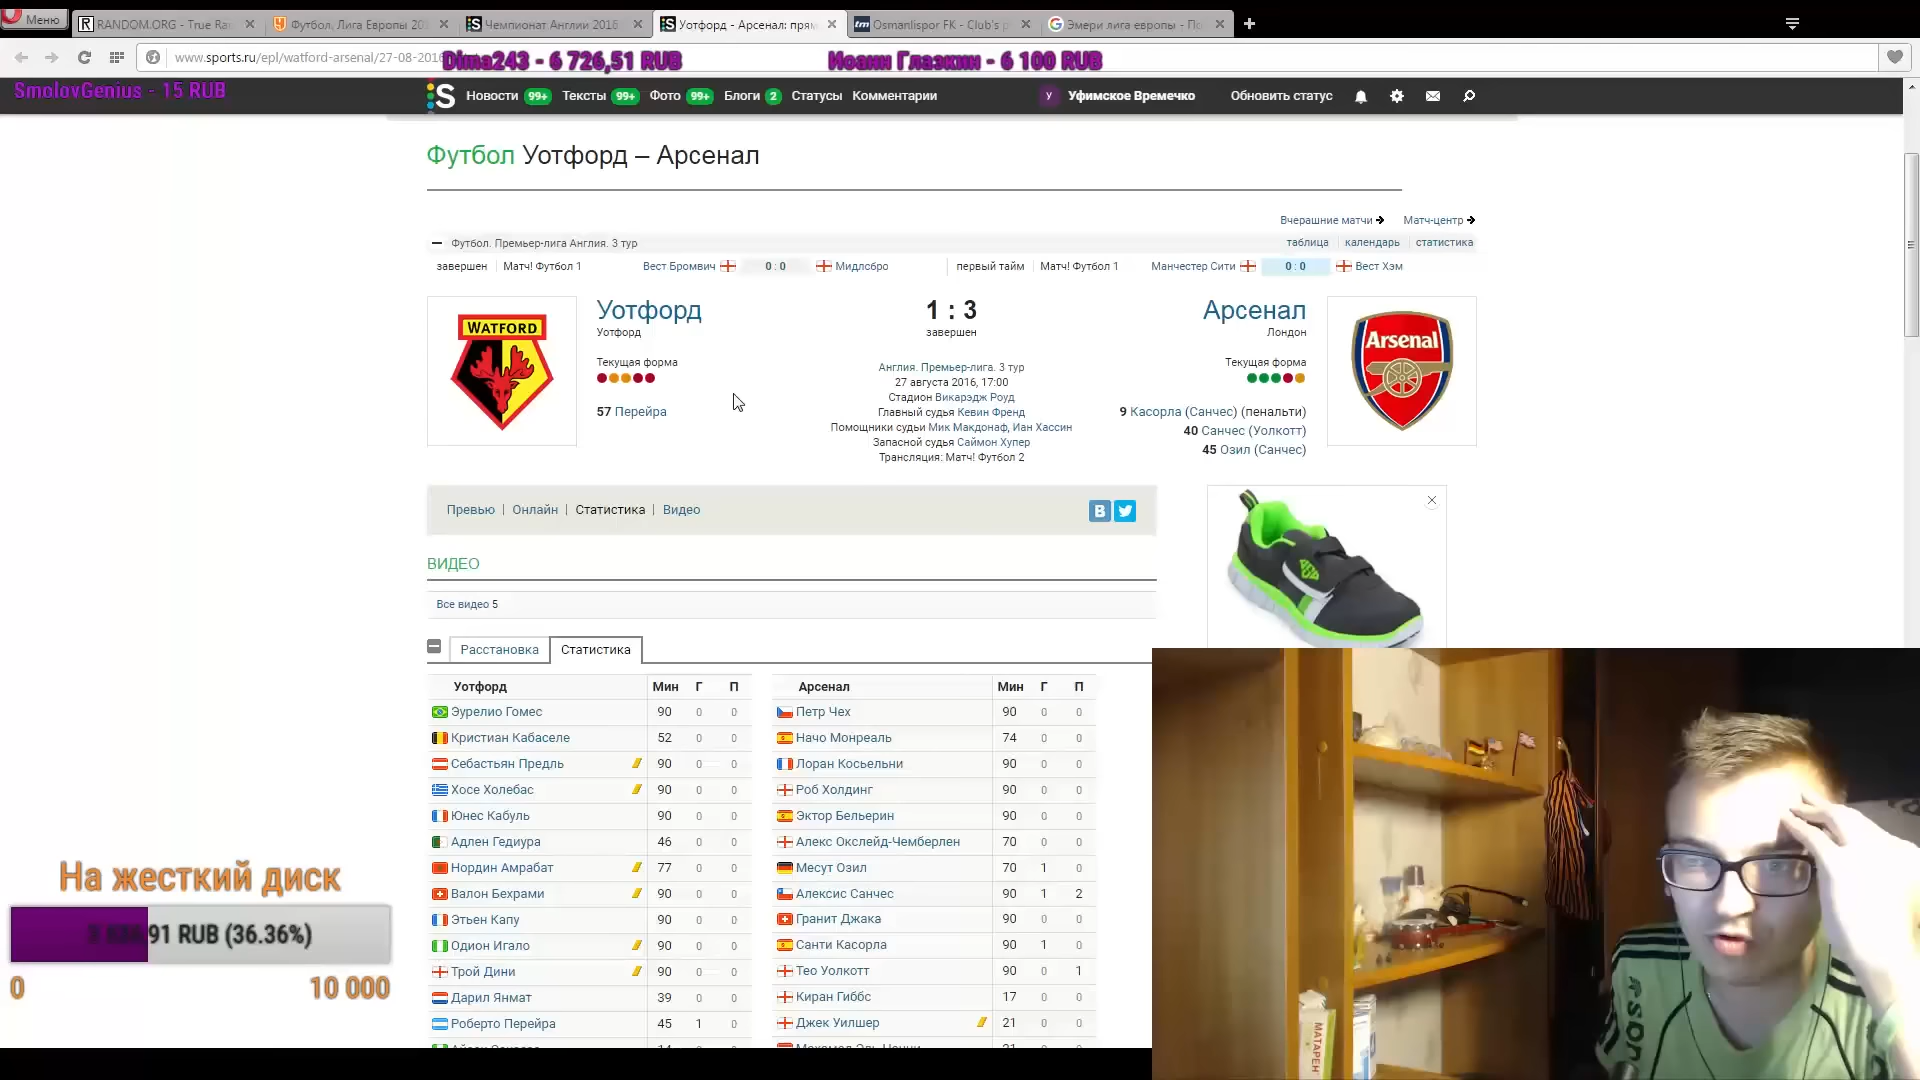 Меню
RANDOM.ORG - True Ra
Футбол, Лига Европы 20
Чемпионат Англии 2016
Уотфорд - Арсенал: прям
Osmanlispor FK - Club's p
Эмери лига европы - По
www.sports.ru/epl/watford-arsenal/27-08-2016
Dima243 - 6 726,51 RUB
Иоанн Глазкин - 6 100 RUB
SmolovGenius - 15 RUB
S Новости 99+ Тексты 99+ Фото 99+ Блоги 2 Статусы Комментарии
У Уфимское Времечко Обновить статус
Футбол Уотфорд – Арсенал
Вчерашние матчи Матч-центр
Футбол. Премьер-лига Англия. 3 тур
таблица календарь статистика
завершен Матч! Футбол 1 Вест Бромвич 0 : 0 Мидлсбро
первый тайм Матч! Футбол 1 Манчестер Сити 0 : 0 Вест Хэм
WATFORD
Уотфорд
Уотфорд
Текущая форма
57 Перейра
1 : 3
завершен
Англия. Премьер-лига. 3 тур
27 августа 2016, 17:00
Стадион Викарэдж Роуд
Главный судья Кевин Френд
Помощники судьи Мик Макдонаф, Иан Хассин
Запасной судья Саймон Хупер
Трансляция: Матч! Футбол 2
Арсенал
Лондон
Текущая форма
9 Касорла (Санчес) (пенальти)
40 Санчес (Уолкотт)
45 Озил (Санчес)
Arsenal
Превью | Онлайн | Статистика | Видео
В
ВИДЕО
Все видео 5
Расстановка Статистика
Уотфорд Мин Г П
Эурелио Гомес 90 0 0
Кристиан Кабаселе 52 0 0
Себастьян Предль 90 0 0
Хосе Холебас 90 0 0
Юнес Кабуль 90 0 0
Адлен Гедиура 46 0 0
Нордин Амрабат 77 0 0
Валон Бехрами 90 0 0
Этьен Капу 90 0 0
Одион Игало 90 0 0
Трой Дини 90 0 0
Дарил Янмат 39 0 0
Роберто Перейра 45 1 0
Арсенал Мин Г П
Петр Чех 90 0 0
Начо Монреаль 74 0 0
Лоран Косьельни 90 0 0
Роб Холдинг 90 0 0
Эктор Бельерин 90 0 0
Алекс Окслейд-Чемберлен 70 0 0
Месут Озил 70 1 0
Алексис Санчес 90 1 2
Гранит Джака 90 0 0
Санти Касорла 90 1 0
Тео Уолкотт 90 0 1
Киран Гиббс 17 0 0
Джек Уилшер 21 0 0
На жесткий диск
91 RUB (36.36%)
0 10 000
МАТАРЕН